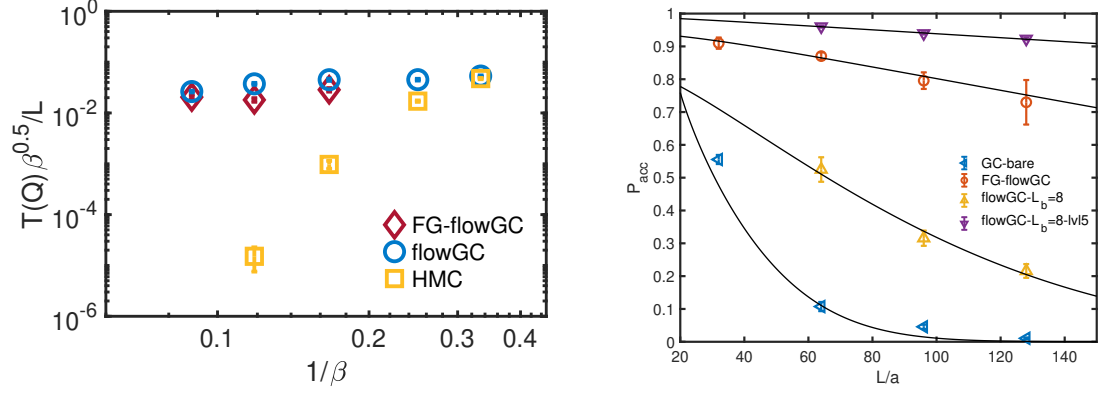 T(Q) β^0.5/L
10^0
10^-2
10^-4
10^-6
0.1
0.2
0.3
0.4
1/β
FG-flowGC
flowGC
HMC
P_acc
1
0.9
0.8
0.7
0.6
0.5
0.4
0.3
0.2
0.1
0
20
40
60
80
100
120
140
L/a
GC-bare
FG-flowGC
flowGC-L_b=8
flowGC-L_b=8-lvl5